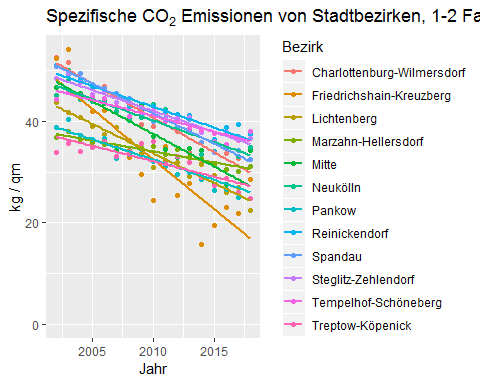 Spezifische CO₂ Emissionen von Stadtbezirken, 1-2 Fa
kg / qm
40
20
0
2005
2010
2015
Jahr
Bezirk
Charlottenburg-Wilmersdorf
Friedrichshain-Kreuzberg
Lichtenberg
Marzahn-Hellersdorf
Mitte
Neukölln
Pankow
Reinickendorf
Spandau
Steglitz-Zehlendorf
Tempelhof-Schöneberg
Treptow-Köpenick